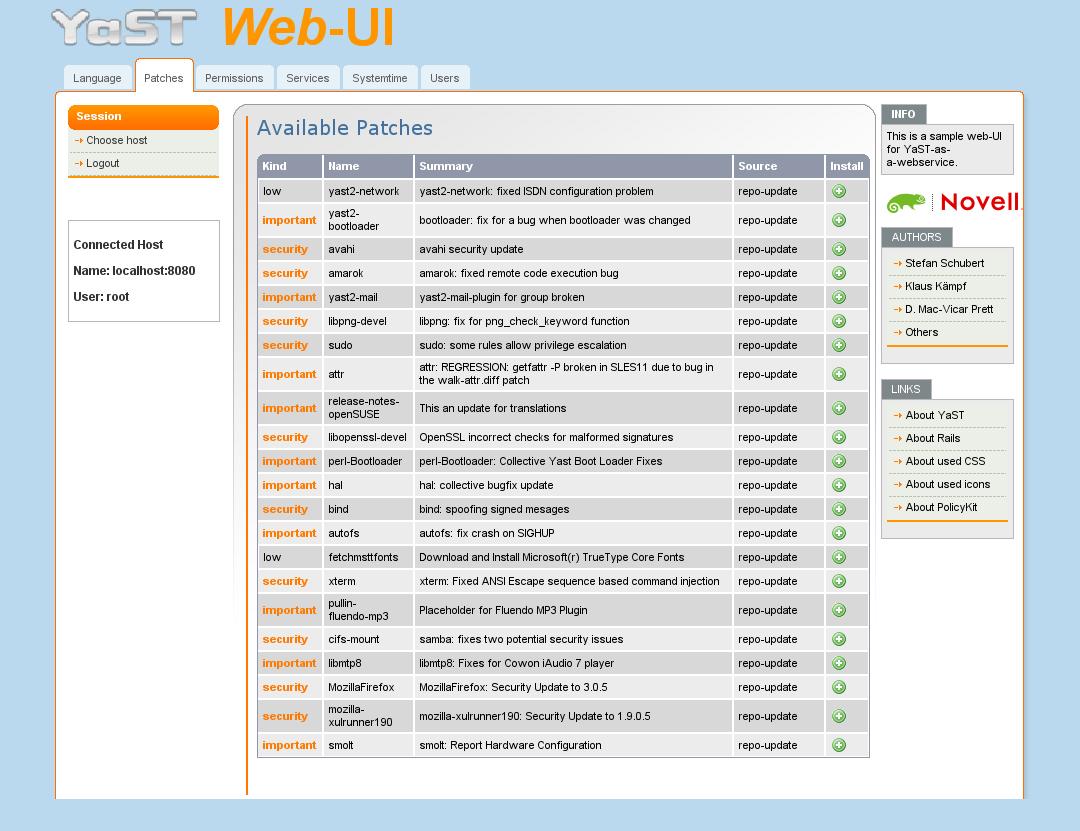 YaST Web-UI
Language Patches Permissions Services Systemtime Users
Session
Choose host
Logout
Connected Host
Name: localhost:8080
User: root
Available Patches
Kind Name Summary Source Install
low yast2-network yast2-network: fixed ISDN configuration problem repo-update
important yast2-
bootloader bootloader: fix for a bug when bootloader was changed repo-update
security avahi avahi security update repo-update
security amarok amarok: fixed remote code execution bug repo-update
important yast2-mail yast2-mail-plugin for group broken repo-update
security libpng-devel libpng: fix for png_check_keyword function repo-update
security sudo sudo: some rules allow privilege escalation repo-update
important attr attr: REGRESSION: getfattr -P broken in SLES11 due to bug in
the walk-attr.diff patch repo-update
important release-notes-
openSUSE This an update for translations repo-update
security libopenssl-devel OpenSSL incorrect checks for malformed signatures repo-update
important perl-Bootloader perl-Bootloader: Collective Yast Boot Loader Fixes repo-update
important hal hal: collective bugfix update repo-update
security bind bind: spoofing signed mesages repo-update
important autofs autofs: fix crash on SIGHUP repo-update
low fetchmsttfonts Download and Install Microsoft(r) TrueType Core Fonts repo-update
security xterm xterm: Fixed ANSI Escape sequence based command injection repo-update
important pullin-
fluendo-mp3 Placeholder for Fluendo MP3 Plugin repo-update
security cifs-mount samba: fixes two potential security issues repo-update
important libmtp8 libmtp8: Fixes for Cowon iAudio 7 player repo-update
security MozillaFirefox MozillaFirefox: Security Update to 3.0.5 repo-update
security mozilla-
xulrunner190 mozilla-xulrunner190: Security Update to 1.9.0.5 repo-update
important smolt smolt: Report Hardware Configuration repo-update
INFO
This is a sample web-UI
for YaST-as-
a-webservice.
Novell.
AUTHORS
Stefan Schubert
Klaus Kämpf
D. Mac-Vicar Prett
Others
LINKS
About YaST
About Rails
About used CSS
About used icons
About PolicyKit